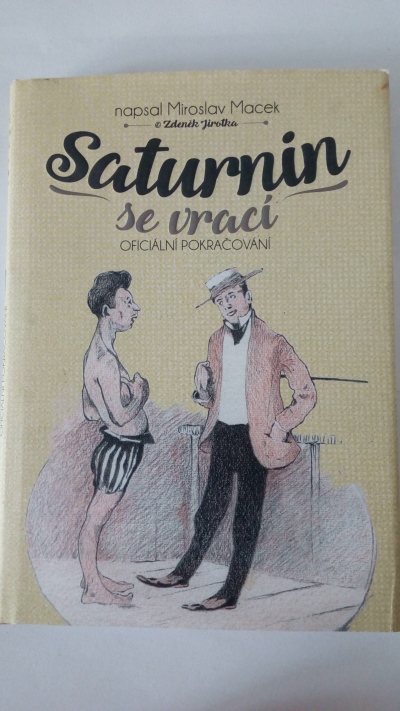 napsal Miroslav Macek
© Zdeněk Jirotka
Saturnin
se vrací
OFICIÁLNÍ POKRAČOVÁNÍ